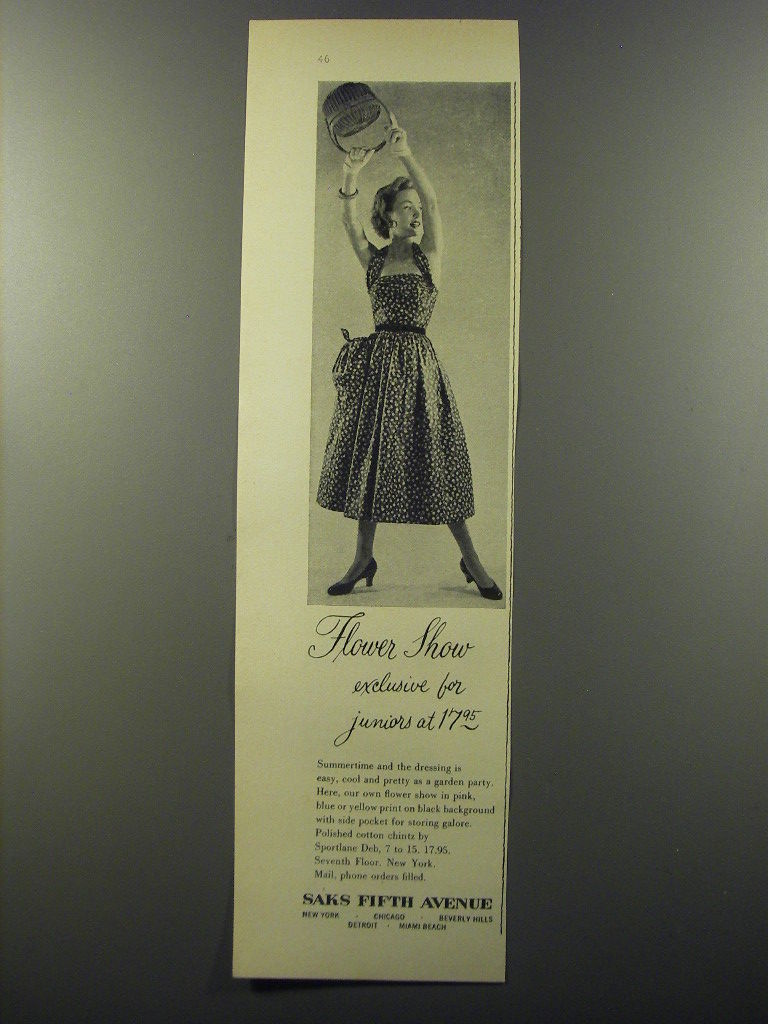 46
Flower Show
exclusive for
juniors at 17 95
Summertime and the dressing is
easy, cool and pretty as a garden party.
Here, our own flower show in pink,
blue or yellow print on black background
with side pocket for storing galore.
Polished cotton chintz by
Sportlane Deb, 7 to 15. 17.95.
Seventh Floor. New York.
Mail, phone orders filled.
SAKS FIFTH AVENUE
NEW YORK · CHICAGO · BEVERLY HILLS
DETROIT · MIAMI BEACH